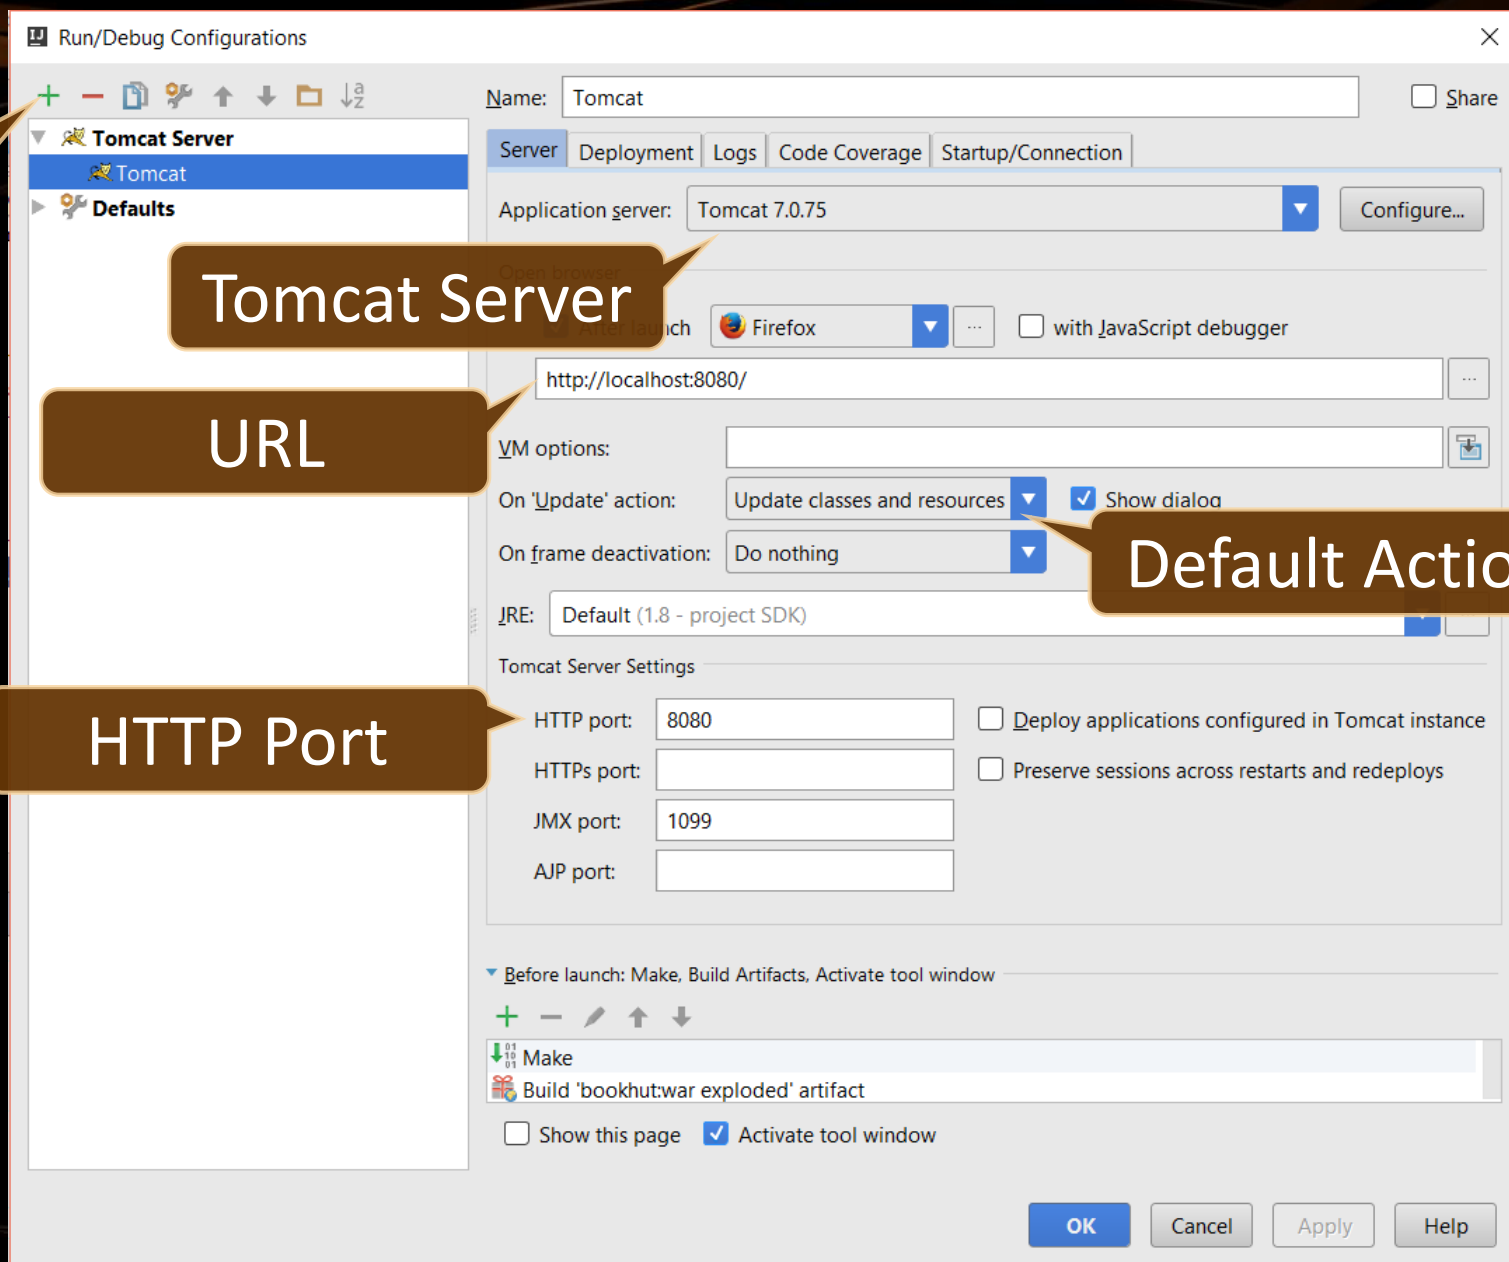 Run/Debug Configurations
Name: Tomcat Share
Tomcat Server
Tomcat
Defaults
Server Deployment Logs Code Coverage Startup/Connection
Application server: Tomcat 7.0.75 Configure...
Tomcat Server
Open browser
After launch Firefox ... with JavaScript debugger
http://localhost:8080/ ...
URL
VM options:
On 'Update' action: Update classes and resources Show dialog
On frame deactivation: Do nothing
Default Actio
JRE: Default (1.8 - project SDK)
Tomcat Server Settings
HTTP Port
HTTP port: 8080 Deploy applications configured in Tomcat instance
HTTPs port: Preserve sessions across restarts and redeploys
JMX port: 1099
AJP port:
Before launch: Make, Build Artifacts, Activate tool window
Make
Build 'bookhut:war exploded' artifact
Show this page Activate tool window
OK Cancel Apply Help